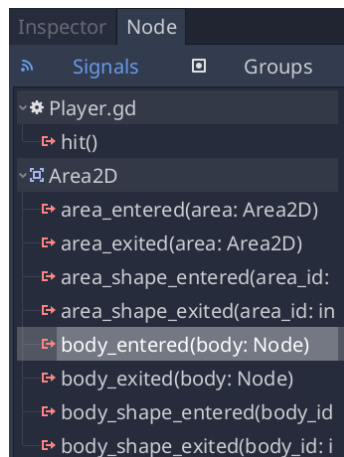 Inspector Node
Signals Groups
Player.gd
hit()
Area2D
area_entered(area: Area2D)
area_exited(area: Area2D)
area_shape_entered(area_id:
area_shape_exited(area_id: in
body_entered(body: Node)
body_exited(body: Node)
body_shape_entered(body_id
body_shape_exited(body_id: i